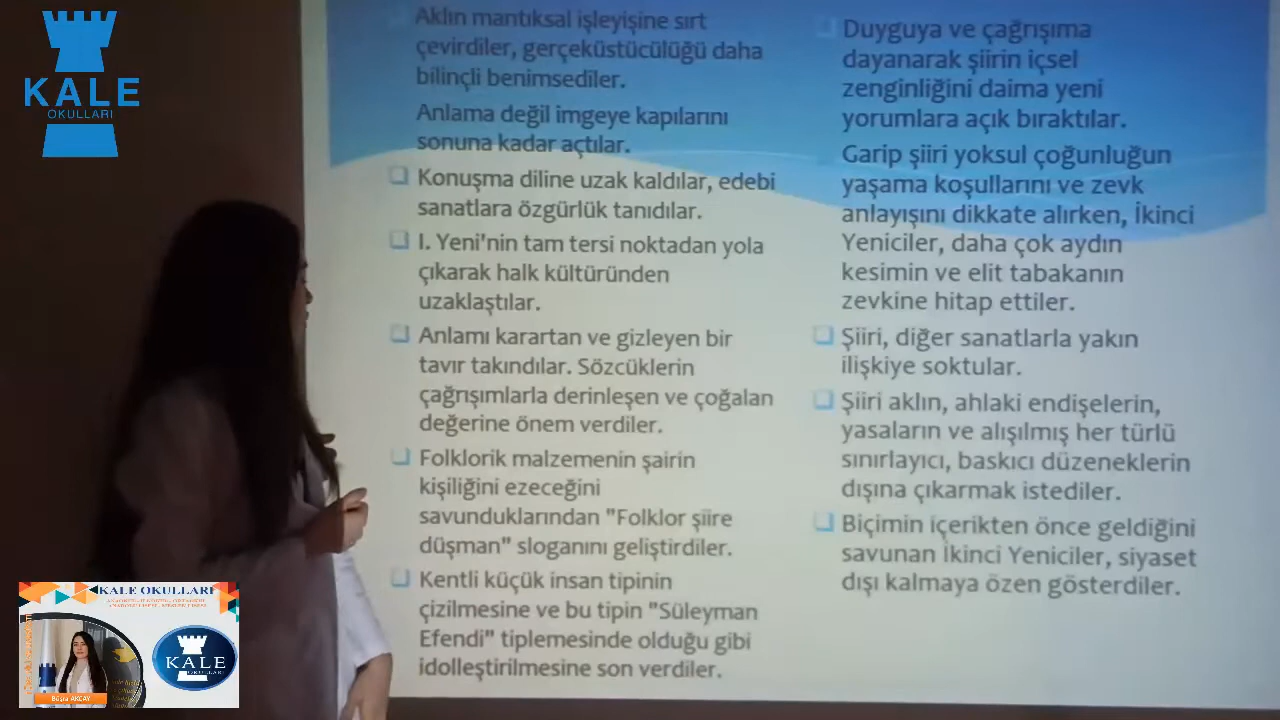 KALE
OKULLARI
Aklın mantıksal işleyişine sırt
çevirdiler, gerçeküstücülüğü daha
bilinçli benimsediler.
Anlama değil imgeye kapılarını
sonuna kadar açtılar.
Konuşma diline uzak kaldılar, edebi
sanatlara özgürlük tanıdılar.
I. Yeni'nin tam tersi noktadan yola
çıkarak halk kültüründen
uzaklaştılar.
Anlamı karartan ve gizleyen bir
tavır takındılar. Sözcüklerin
çağrışımlarla derinleşen ve çoğalan
değerine önem verdiler.
Folklorik malzemenin şairin
kişiliğini ezeceğini
savunduklarından "Folklor şiire
düşman" sloganını geliştirdiler.
Kentli küçük insan tipinin
çizilmesine ve bu tipin "Süleyman
Efendi" tiplemesinde olduğu gibi
idolleştirilmesine son verdiler.
Duyguya ve çağrışıma
dayanarak şiirin içsel
zenginliğini daima yeni
yorumlara açık bıraktılar.
Garip şiiri yoksul çoğunluğun
yaşama koşullarını ve zevk
anlayışını dikkate alırken, İkinci
Yeniciler, daha çok aydın
kesimin ve elit tabakanın
zevkine hitap ettiler.
Şiiri, diğer sanatlarla yakın
ilişkiye soktular.
Şiiri aklın, ahlaki endişelerin,
yasaların ve alışılmış her türlü
sınırlayıcı, baskıcı düzeneklerin
dışına çıkarmak istediler.
Biçimin içerikten önce geldiğini
savunan İkinci Yeniciler, siyaset
dışı kalmaya özen gösterdiler.
KALE OKULLARI
KALE
OKULLARI
Büşra AKÇAY